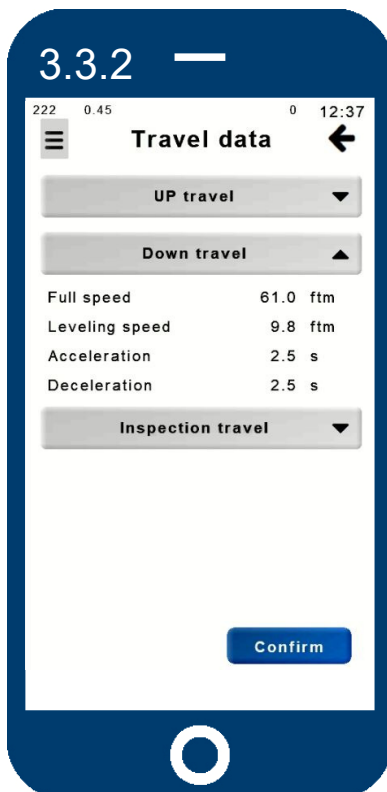 3.3.2
222 0.45 0 12:37
Travel data
UP travel
Down travel
Full speed 61.0 ftm
Leveling speed 9.8 ftm
Acceleration 2.5 s
Deceleration 2.5 s
Inspection travel
Confirm